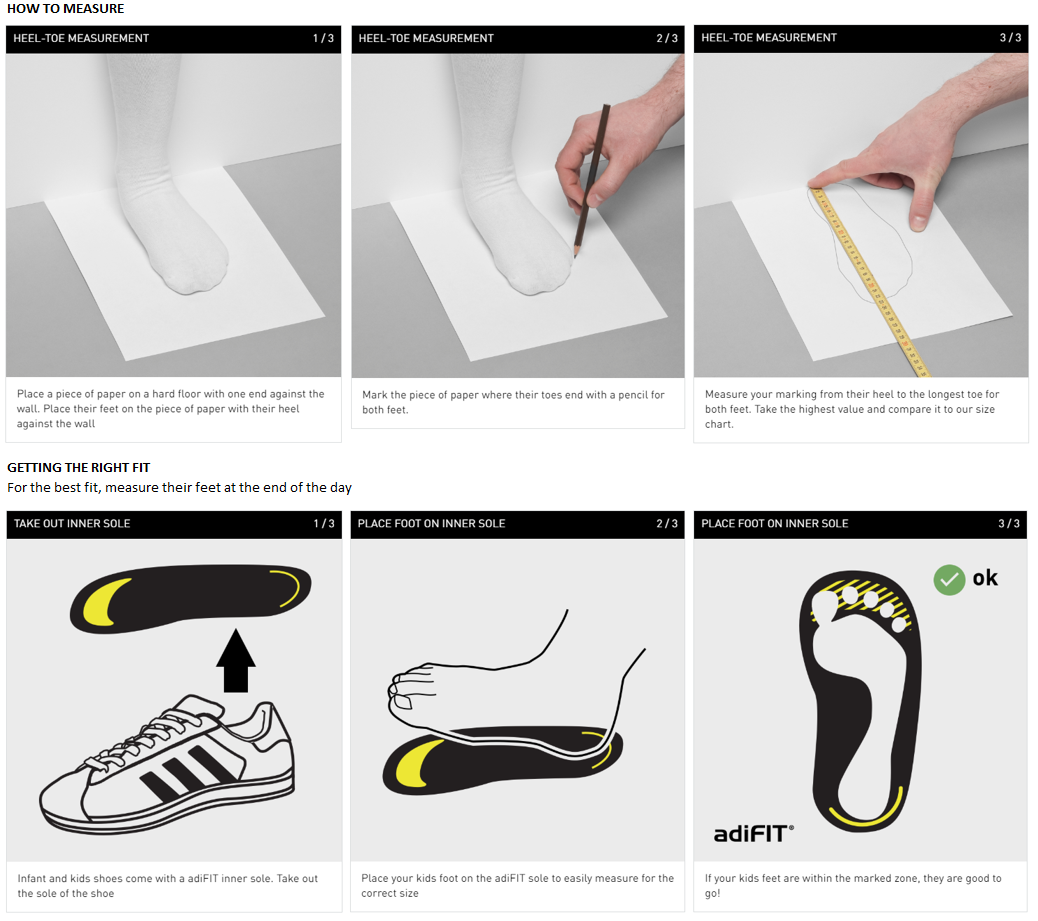 HOW TO MEASURE
HEEL-TOE MEASUREMENT 1 / 3
HEEL-TOE MEASUREMENT 2 / 3
HEEL-TOE MEASUREMENT 3 / 3
Place a piece of paper on a hard floor with one end against the
wall. Place their feet on the piece of paper with their heel
against the wall
Mark the piece of paper where their toes end with a pencil for
both feet.
Measure your marking from their heel to the longest toe for
both feet. Take the highest value and compare it to our size
chart.
GETTING THE RIGHT FIT
For the best fit, measure their feet at the end of the day
TAKE OUT INNER SOLE 1 / 3
PLACE FOOT ON INNER SOLE 2 / 3
PLACE FOOT ON INNER SOLE 3 / 3
ok
adiFIT®
Infant and kids shoes come with a adiFIT inner sole. Take out
the sole of the shoe
Place your kids foot on the adiFIT sole to easily measure for the
correct size
If your kids feet are within the marked zone, they are good to
go!